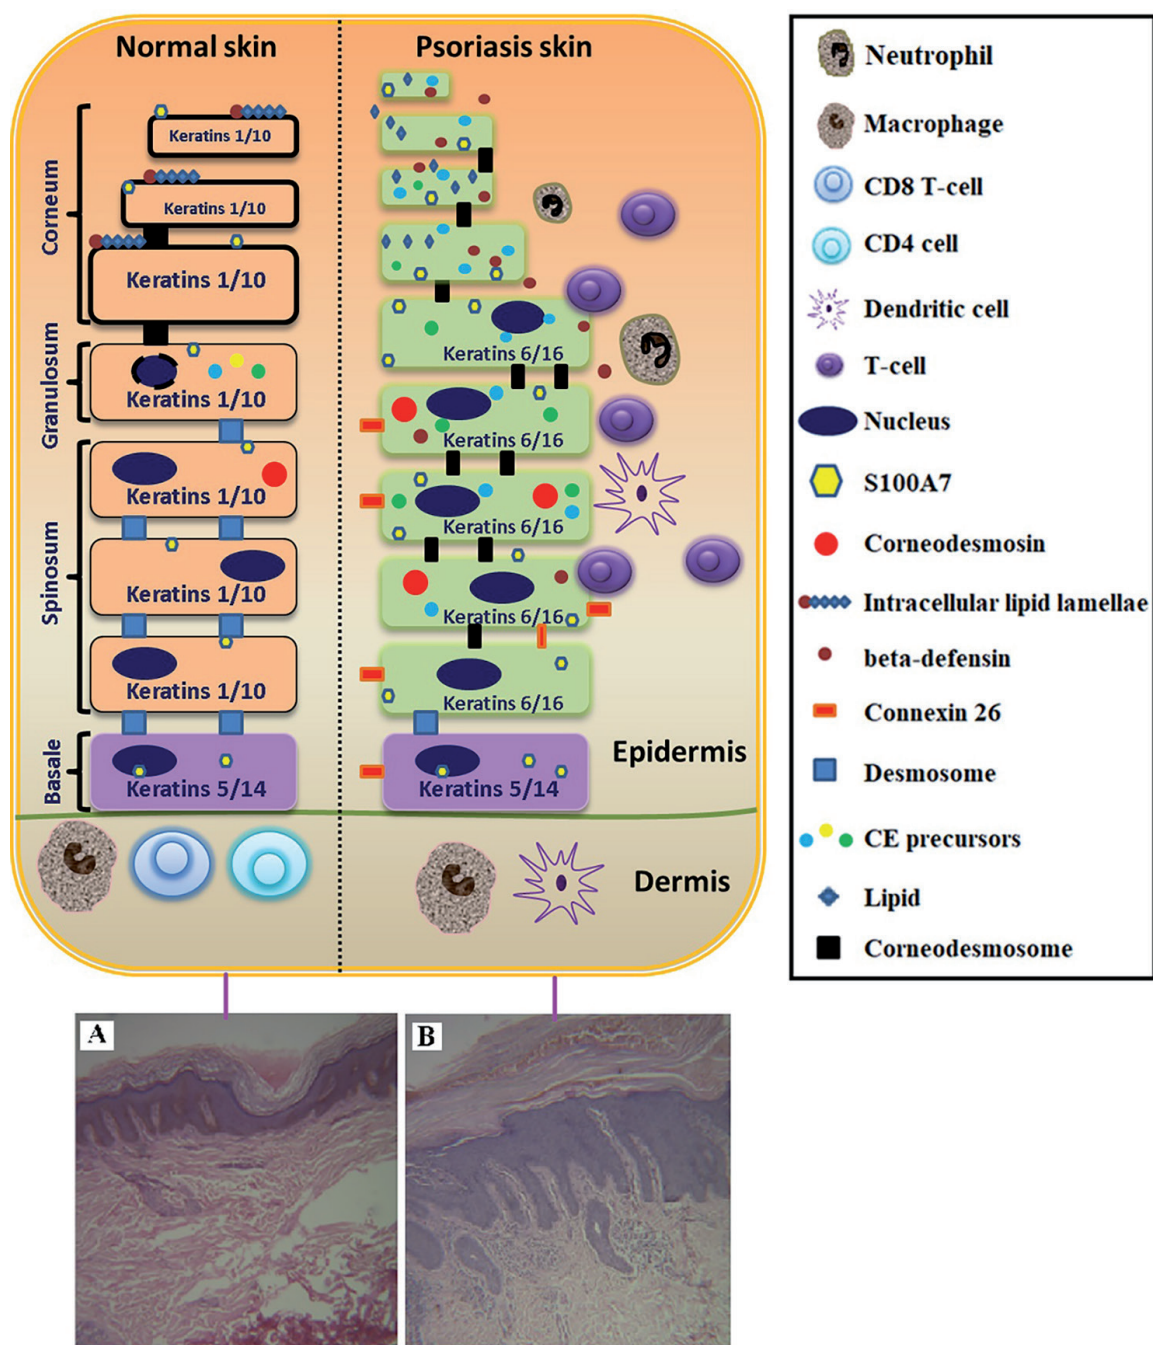 Normal skin
Psoriasis skin
Corneum
Granulosum
Spinosum
Basale
Keratins 1/10
Keratins 1/10
Keratins 1/10
Keratins 1/10
Keratins 1/10
Keratins 1/10
Keratins 1/10
Keratins 5/14
Keratins 6/16
Keratins 6/16
Keratins 6/16
Keratins 6/16
Keratins 6/16
Keratins 5/14
Epidermis
Dermis
Neutrophil
Macrophage
CD8 T-cell
CD4 cell
Dendritic cell
T-cell
Nucleus
S100A7
Corneodesmosin
Intracellular lipid lamellae
beta-defensin
Connexin 26
Desmosome
CE precursors
Lipid
Corneodesmosome
A
B